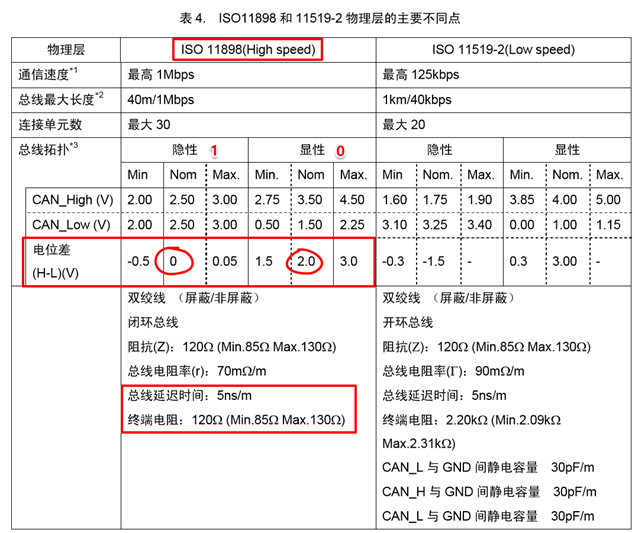 表 4. ISO11898 和 11519-2 物理层的主要不同点
物理层 ISO 11898(High speed) ISO 11519-2(Low speed)
通信速度*1 最高 1Mbps 最高 125kbps
总线最大长度*2 40m/1Mbps 1km/40kbps
连接单元数 最大 30 最大 20
总线拓扑*3 隐性 1 显性 0 隐性 显性
Min Nom Max. Min. Nom. Max. Min. Nom. Max. Min. Nom. Max.
CAN_High (V) 2.00 2.50 3.00 2.75 3.50 4.50 1.60 1.75 1.90 3.85 4.00 5.00
CAN_Low (V) 2.00 2.50 3.00 0.50 1.50 2.25 3.10 3.25 3.40 0.00 1.00 1.15
电位差
(H-L)(V) -0.5 0 0.05 1.5 2.0 3.0 -0.3 -1.5 - 0.3 3.00 -
双绞线 （屏蔽/非屏蔽）
闭环总线
阻抗(Z)：120Ω (Min.85Ω Max.130Ω)
总线电阻率(r)：70mΩ/m
总线延迟时间：5ns/m
终端电阻：120Ω (Min.85Ω Max.130Ω)
双绞线 （屏蔽/非屏蔽）
开环总线
阻抗(Z)：120Ω (Min.85Ω Max.130Ω)
总线电阻率(Γ)：90mΩ/m
总线延迟时间：5ns/m
终端电阻：2.20kΩ (Min.2.09kΩ
Max.2.31kΩ)
CAN_L 与 GND 间静电容量 30pF/m
CAN_H 与 GND 间静电容量 30pF/m
CAN_L 与 GND 间静电容量 30pF/m